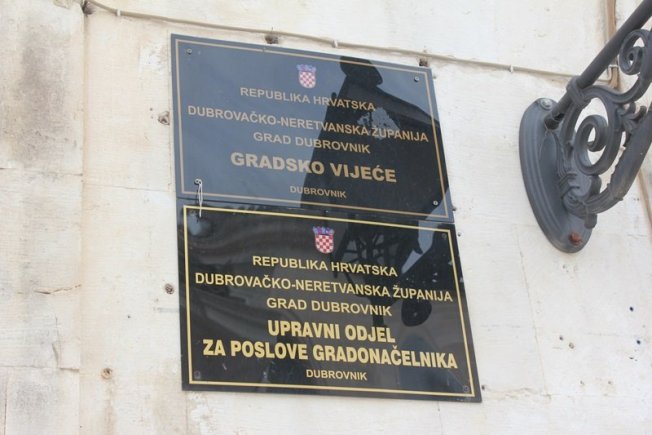 REPUBLIKA HRVATSKA
DUBROVAČKO-NERETVANSKA ŽUPANIJA
GRAD DUBROVNIK
GRADSKO VIJEĆE
DUBROVNIK
REPUBLIKA HRVATSKA
DUBROVAČKO-NERETVANSKA ŽUPANIJA
GRAD DUBROVNIK
UPRAVNI ODJEL
ZA POSLOVE GRADONAČELNIKA
DUBROVNIK